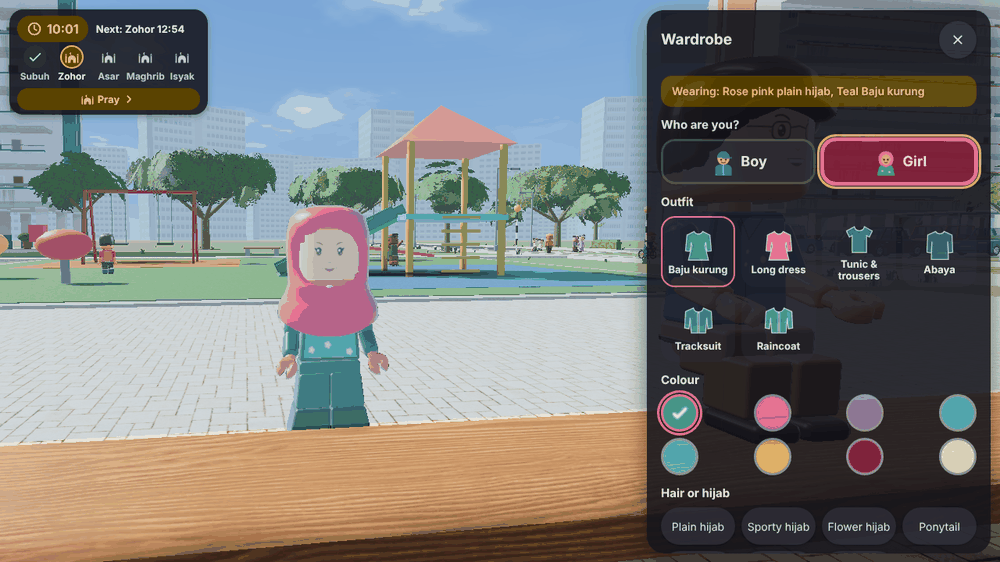 10:01
Next: Zohor 12:54
Subuh
Zohor
Asar
Maghrib
Isyak
Pray
Wardrobe
Wearing: Rose pink plain hijab, Teal Baju kurung
Who are you?
Boy
Girl
Outfit
Baju kurung
Long dress
Tunic &
trousers
Abaya
Tracksuit
Raincoat
Colour
Hair or hijab
Plain hijab
Sporty hijab
Flower hijab
Ponytail